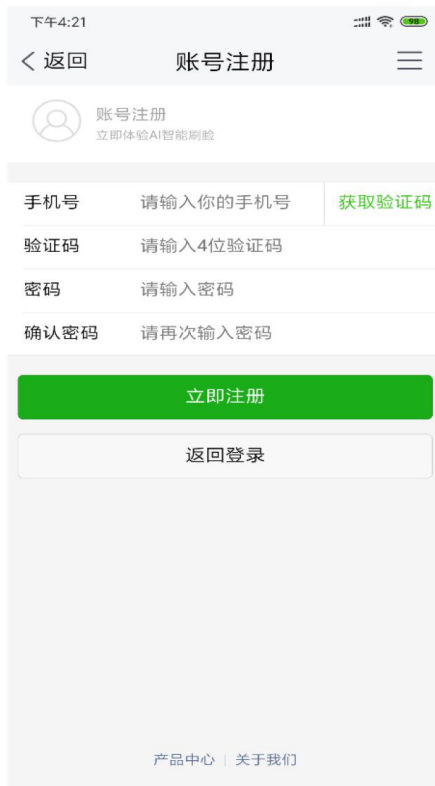 下午4:21
98
返回 账号注册
账号注册
立即体验AI智能刷脸
手机号 请输入你的手机号 获取验证码
验证码 请输入4位验证码
密码 请输入密码
确认密码 请再次输入密码
立即注册
返回登录
产品中心 | 关于我们